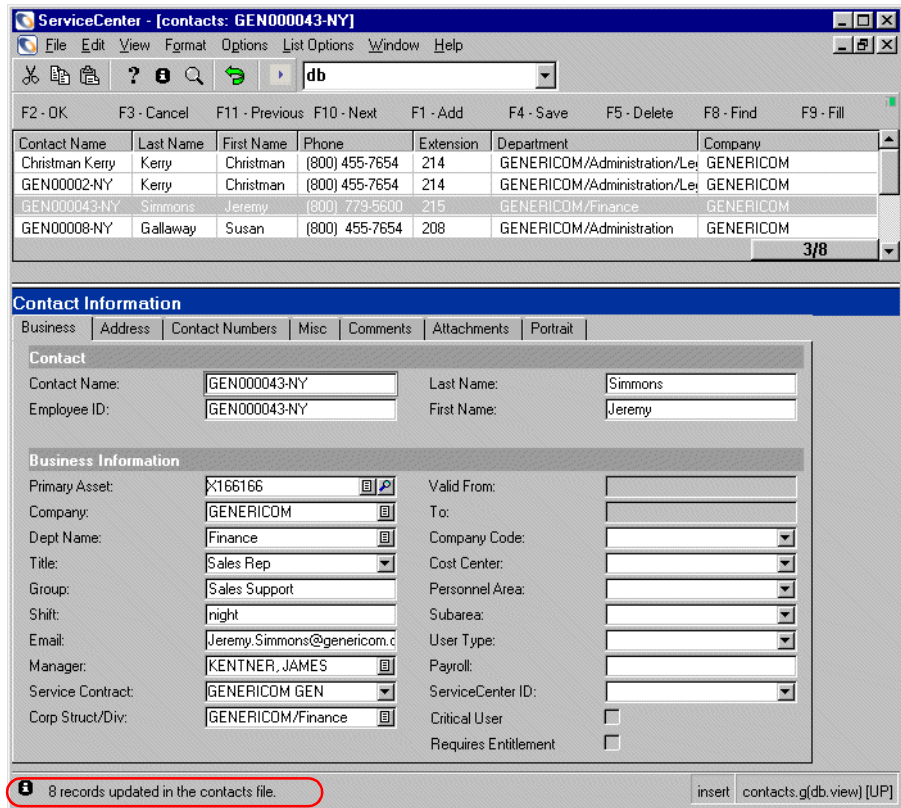 ServiceCenter - [contacts: GEN000043-NY]
File Edit View Format Options List Options Window Help
db
F2 - OK F3 - Cancel F11 - Previous F10 - Next F1 - Add F4 - Save F5 - Delete F8 - Find F9 - Fill
Contact Name Last Name First Name Phone Extension Department Company
Christman Kerry Kerry Christman (800) 455-7654 214 GENERICOM/Administration/Le GENERICOM
GEN00002-NY Kerry Christman (800) 455-7654 214 GENERICOM/Administration/Le GENERICOM
GEN000043-NY Simmons Jeremy (800) 779-5600 215 GENERICOM/Finance GENERICOM
GEN00008-NY Gallaway Susan (800) 455-7654 208 GENERICOM/Administration GENERICOM
3/8
Contact Information
Business Address Contact Numbers Misc Comments Attachments Portrait
Contact
Contact Name: GEN000043-NY Last Name: Simmons
Employee ID: GEN000043-NY First Name: Jeremy
Business Information
Primary Asset: X166166 Valid From:
Company: GENERICOM To:
Dept Name: Finance Company Code:
Title: Sales Rep Cost Center:
Group: Sales Support Personnel Area:
Shift: night Subarea:
Email: Jeremy.Simmons@genericom.c User Type:
Manager: KENTNER, JAMES Payroll:
Service Contract: GENERICOM GEN ServiceCenter ID:
Corp Struct/Div: GENERICOM/Finance Critical User
Requires Entitlement
8 records updated in the contacts file. insert contacts.g(db.view) [UP]